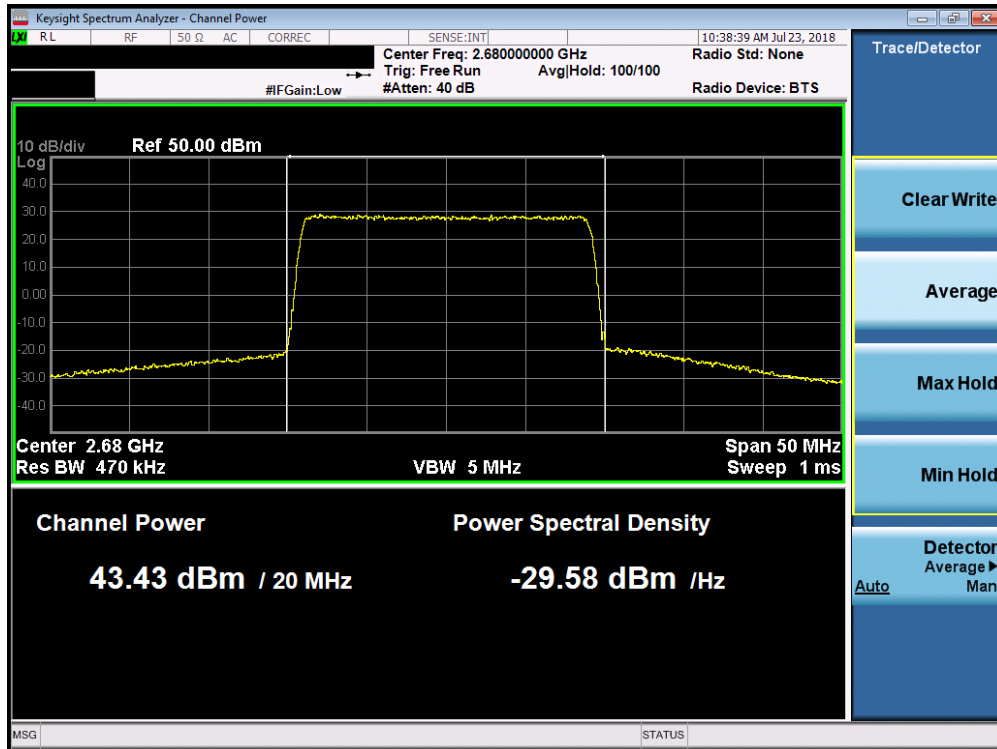 Keysight Spectrum Analyzer - Channel Power
LXI RL RF 50 Ω AC CORREC SENSE:INT 10:38:39 AM Jul 23, 2018
Center Freq: 2.680000000 GHz Radio Std: None
Trig: Free Run Avg|Hold: 100/100
#IFGain:Low #Atten: 40 dB Radio Device: BTS
10 dB/div Ref 50.00 dBm
Log
40.0
30.0
20.0
10.0
0.00
-10.0
-20.0
-30.0
-40.0
Center 2.68 GHz Span 50 MHz
Res BW 470 kHz VBW 5 MHz Sweep 1 ms
Channel Power Power Spectral Density
43.43 dBm / 20 MHz -29.58 dBm /Hz
MSG STATUS
Trace/Detector
Clear Write
Average
Max Hold
Min Hold
Detector
Average
Auto Man